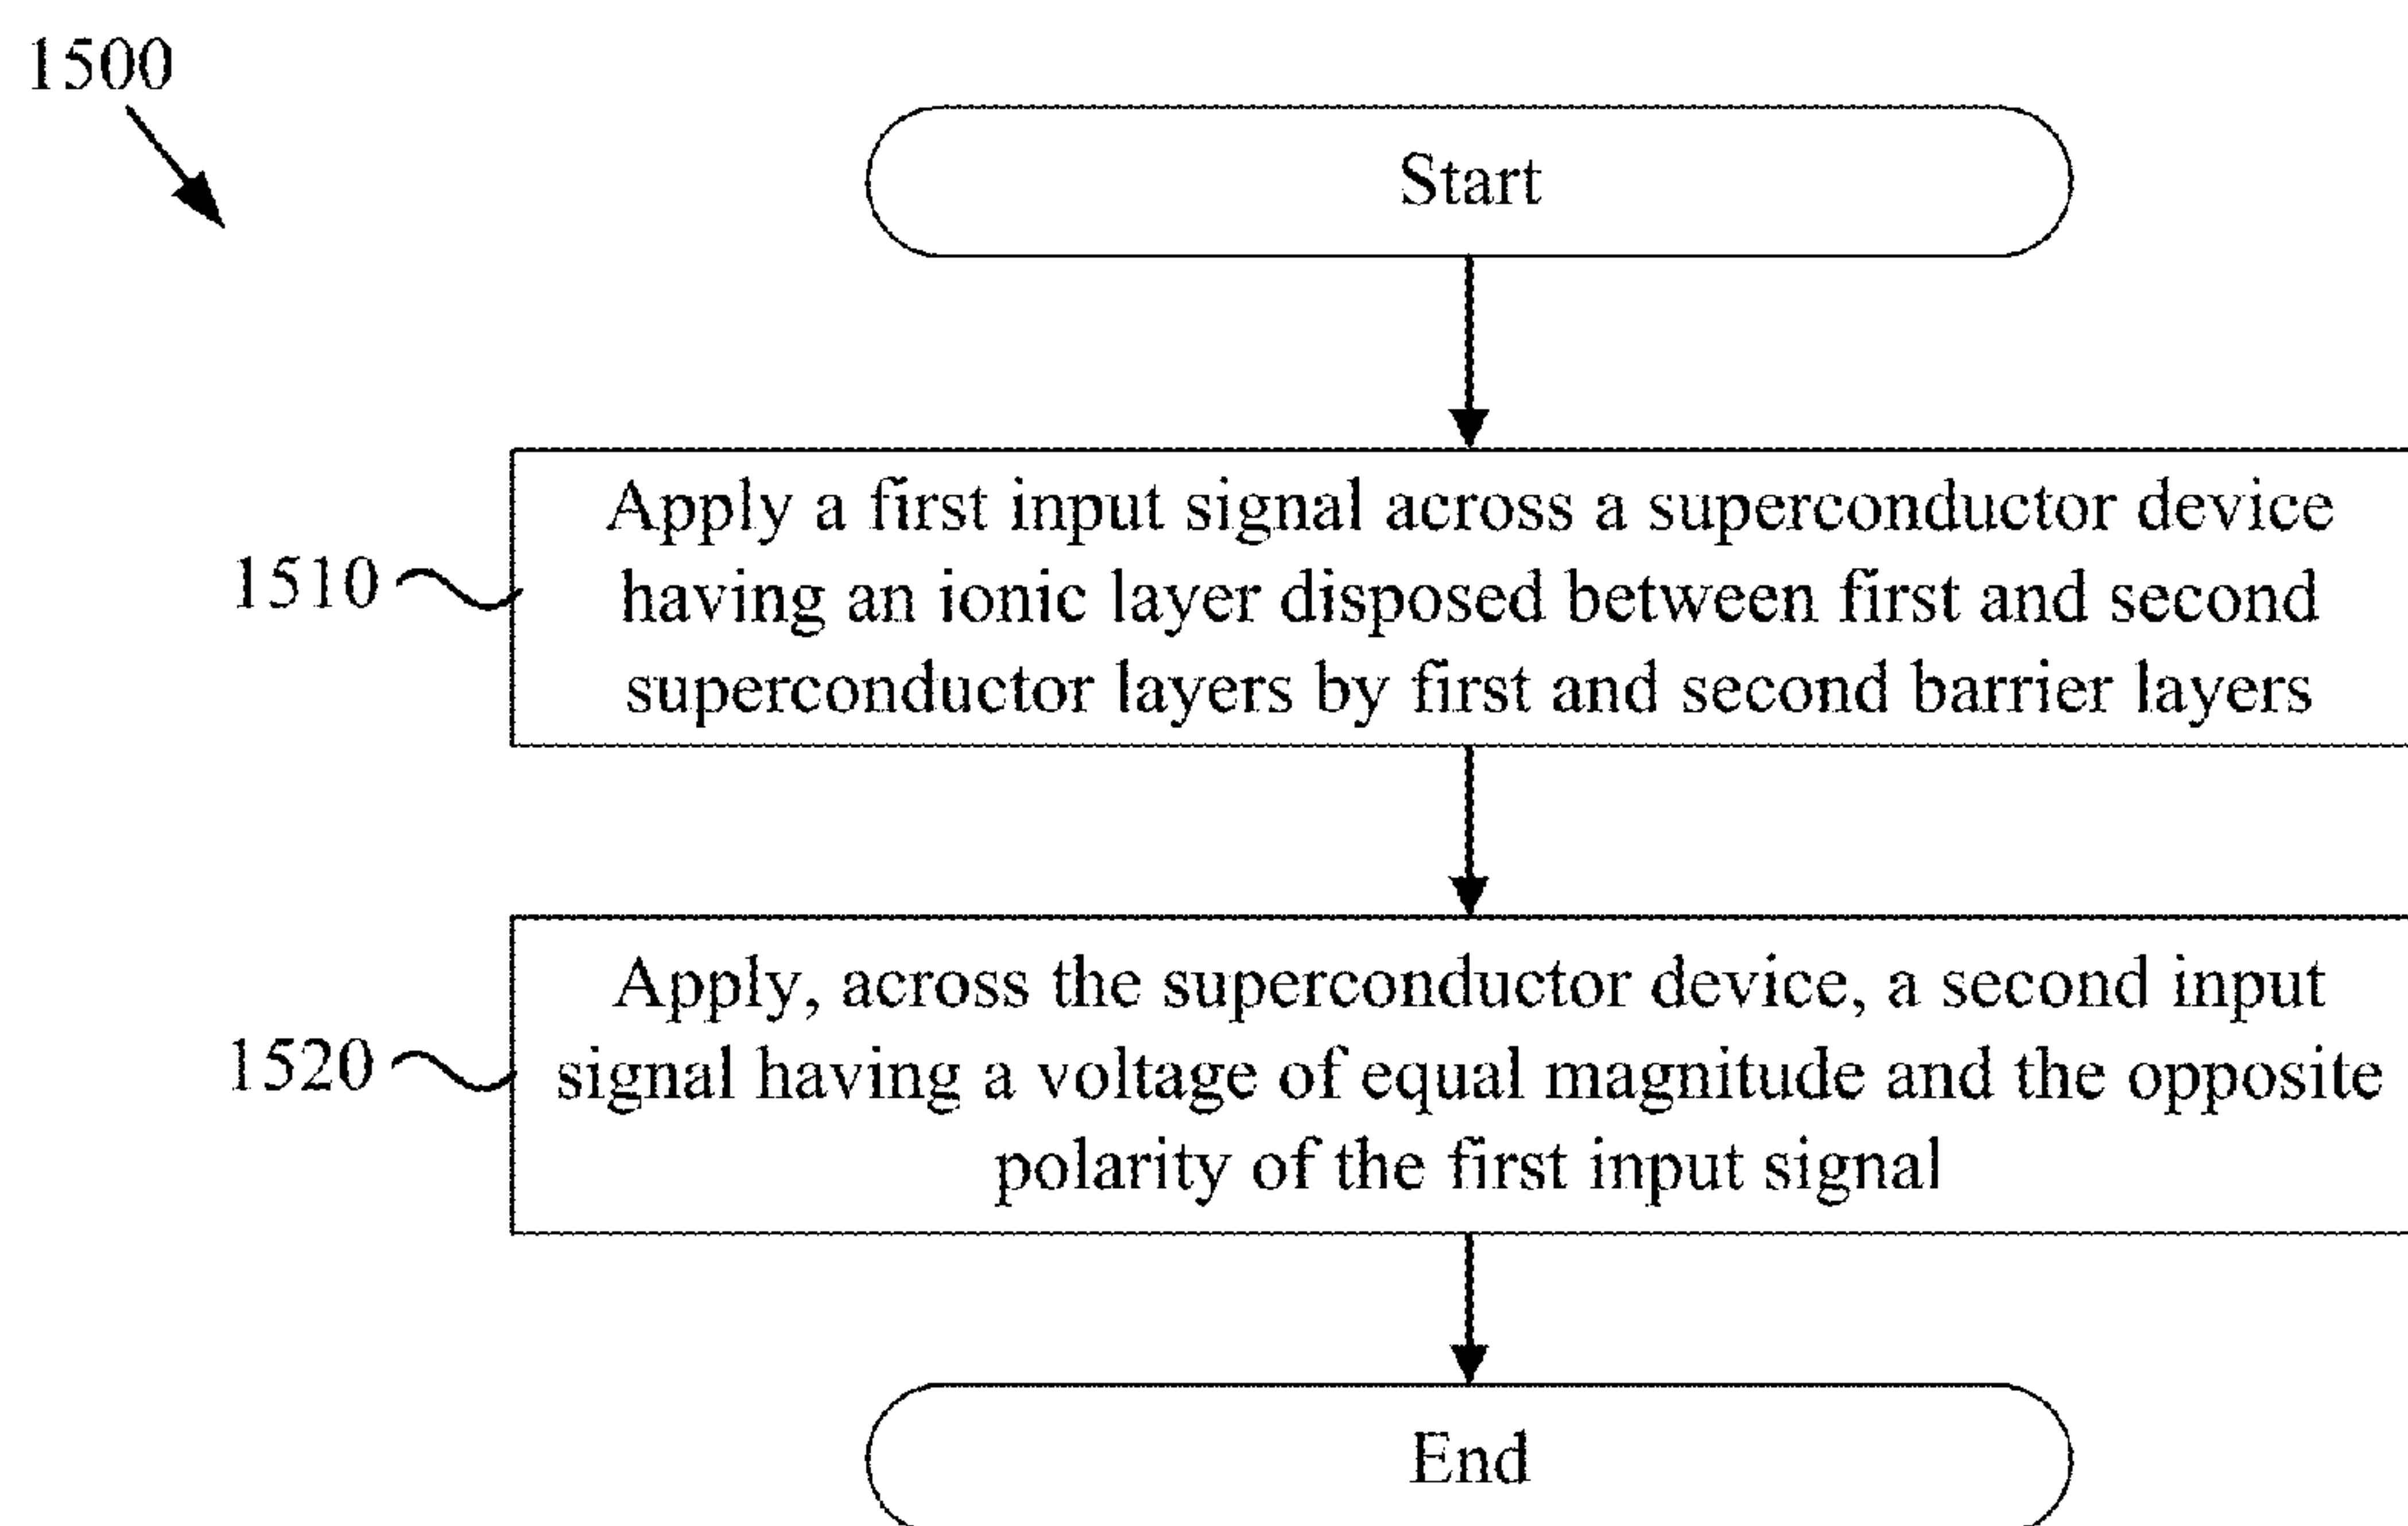 1500
Start
1510
Apply a first input signal across a superconductor device
having an ionic layer disposed between first and second
superconductor layers by first and second barrier layers
1520
Apply, across the superconductor device, a second input
signal having a voltage of equal magnitude and the opposite
polarity of the first input signal
End